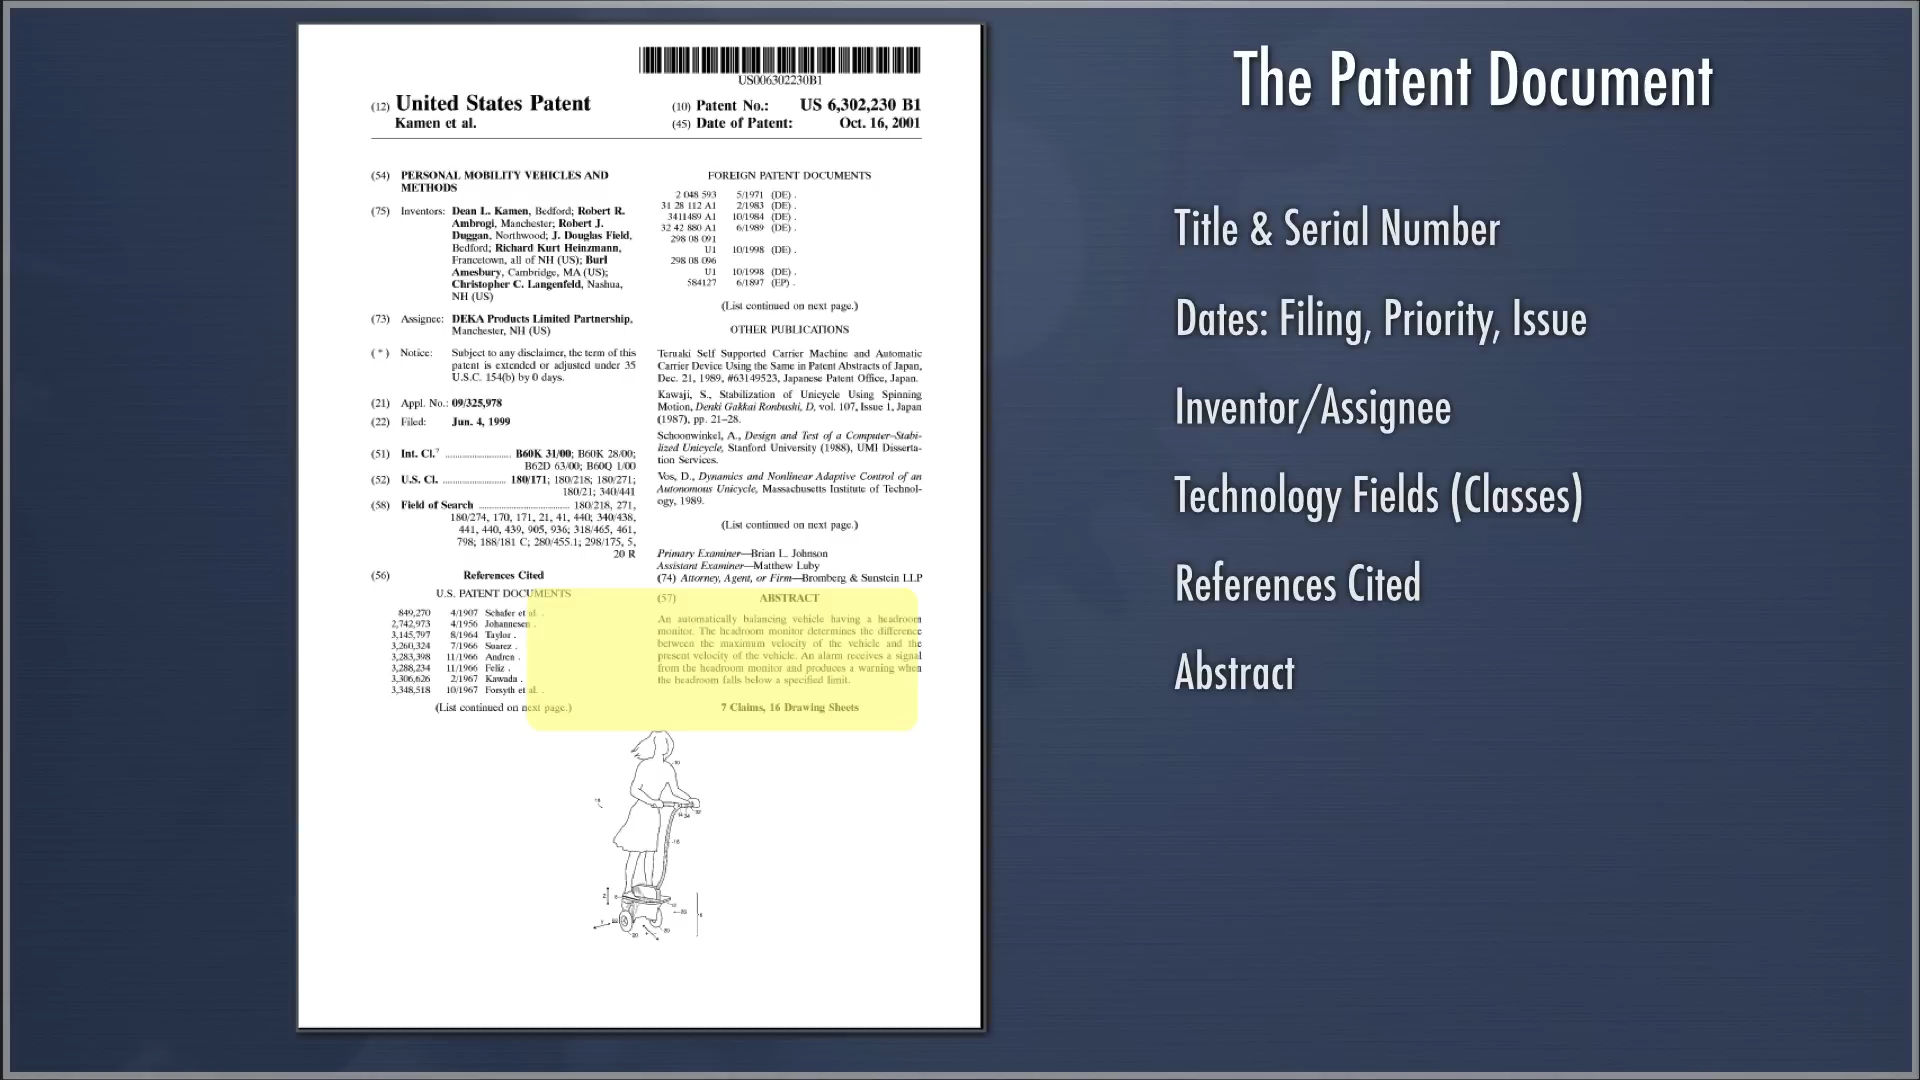 US006302230B1
(12) United States Patent
Kamen et al.
(10) Patent No.: US 6,302,230 B1
(45) Date of Patent: Oct. 16, 2001
(54) PERSONAL MOBILITY VEHICLES AND
METHODS
(75) Inventors: Dean L. Kamen, Bedford; Robert R.
Ambrogi, Manchester; Robert J.
Duggan, Northwood; J. Douglas Field,
Bedford; Richard Kurt Heinzmann,
Francetown, all of NH (US); Burl
Amesbury, Cambridge, MA (US);
Christopher C. Langenfeld, Nashua,
NH (US)
(73) Assignee: DEKA Products Limited Partnership,
Manchester, NH (US)
( * ) Notice: Subject to any disclaimer, the term of this
patent is extended or adjusted under 35
U.S.C. 154(b) by 0 days.
(21) Appl. No.: 09/325,978
(22) Filed: Jun. 4, 1999
(51) Int. Cl.7 .......................... B60K 31/00; B60K 28/00;
B62D 63/00; B60Q 1/00
(52) U.S. Cl. ......................... 180/171; 180/218; 180/271;
180/21; 340/441
(58) Field of Search .................................... 180/218, 271,
180/274, 170, 171, 21, 41, 440; 340/438,
441, 440, 439, 905, 936; 318/465, 461,
798; 188/181 C; 280/455.1; 298/175, 5,
20 R
(56) References Cited
U.S. PATENT DOCUMENTS
849,270 4/1907 Schafer et al. .
2,742,973 4/1956 Johannesen .
3,145,797 8/1964 Taylor .
3,260,324 7/1966 Suarez .
3,283,398 11/1966 Andren .
3,288,234 11/1966 Feliz .
3,306,626 2/1967 Kawada .
3,348,518 10/1967 Forsyth et al. .
(List continued on next page.)
FOREIGN PATENT DOCUMENTS
2 048 593 5/1971 (DE) .
31 28 112 A1 2/1983 (DE) .
3411489 A1 10/1984 (DE) .
32 42 880 A1 6/1989 (DE) .
298 08 091
U1 10/1998 (DE) .
298 08 096
U1 10/1998 (DE) .
584127 6/1897 (EP) .
(List continued on next page.)
OTHER PUBLICATIONS
Teruaki Self Supported Carrier Machine and Automatic
Carrier Device Using the Same in Patent Abstracts of Japan,
Dec. 21, 1989, #63149523, Japanese Patent Office, Japan.
Kawaji, S., Stabilization of Unicycle Using Spinning
Motion, Denki Gakkai Ronbushi, D, vol. 107, Issue 1, Japan
(1987), pp. 21–28.
Schoonwinkel, A., Design and Test of a Computer–Stabi-
lized Unicycle, Stanford University (1988), UMI Disserta-
tion Services.
Vos, D., Dynamics and Nonlinear Adaptive Control of an
Autonomous Unicycle, Massachusetts Institute of Technol-
ogy, 1989.
(List continued on next page.)
Primary Examiner—Brian L. Johnson
Assistant Examiner—Matthew Luby
(74) Attorney, Agent, or Firm—Bromberg & Sunstein LLP
(57) ABSTRACT
An automatically balancing vehicle having a headroom
monitor. The headroom monitor determines the difference
between the maximum velocity of the vehicle and the
present velocity of the vehicle. An alarm receives a signal
from the headroom monitor and produces a warning when
the headroom falls below a specified limit.
7 Claims, 16 Drawing Sheets
The Patent Document
Title & Serial Number
Dates: Filing, Priority, Issue
Inventor/Assignee
Technology Fields (Classes)
References Cited
Abstract